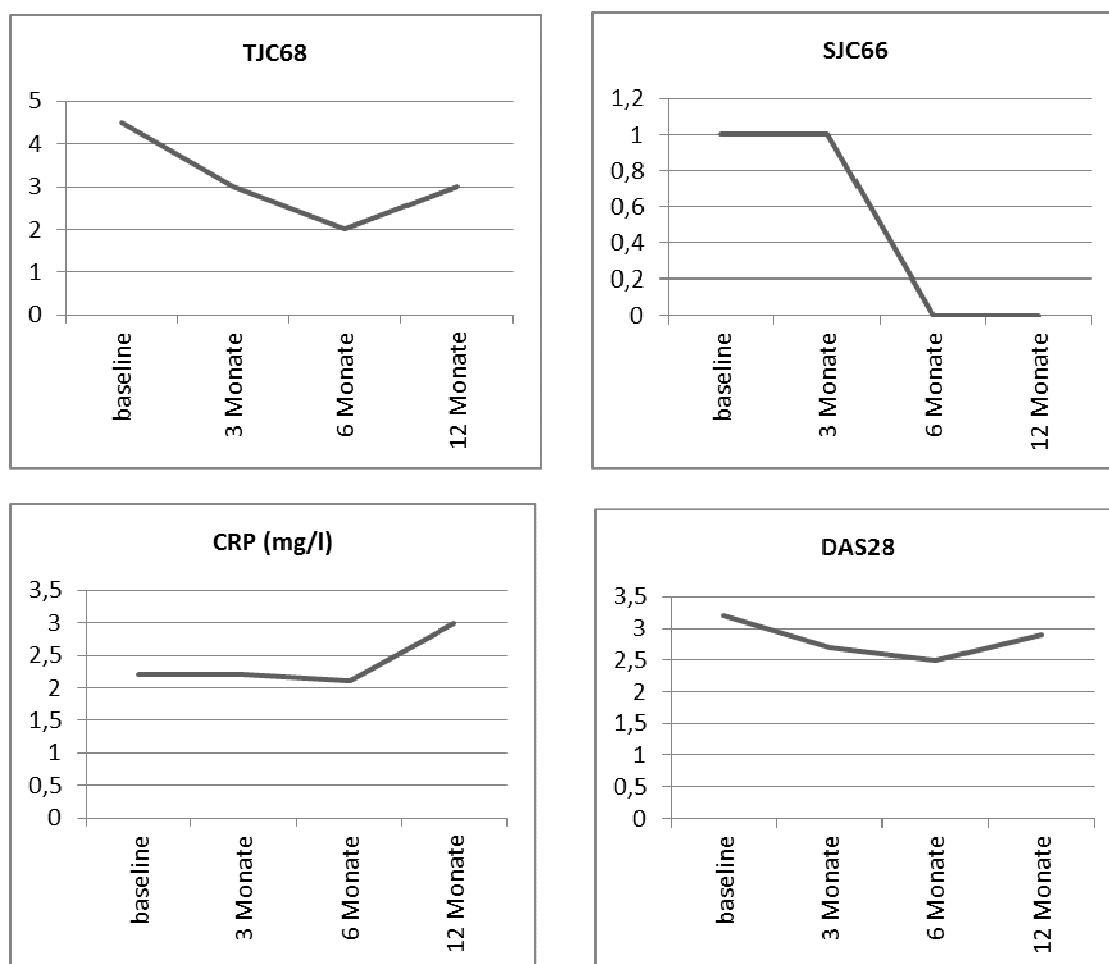 TJC68
5
4
3
2
1
0
baseline
3 Monate
6 Monate
12 Monate
SJC66
1,2
1
0,8
0,6
0,4
0,2
0
baseline
3 Monate
6 Monate
12 Monate
CRP (mg/l)
3,5
3
2,5
2
1,5
1
0,5
0
baseline
3 Monate
6 Monate
12 Monate
DAS28
3,5
3
2,5
2
1,5
1
0,5
0
baseline
3 Monate
6 Monate
12 Monate